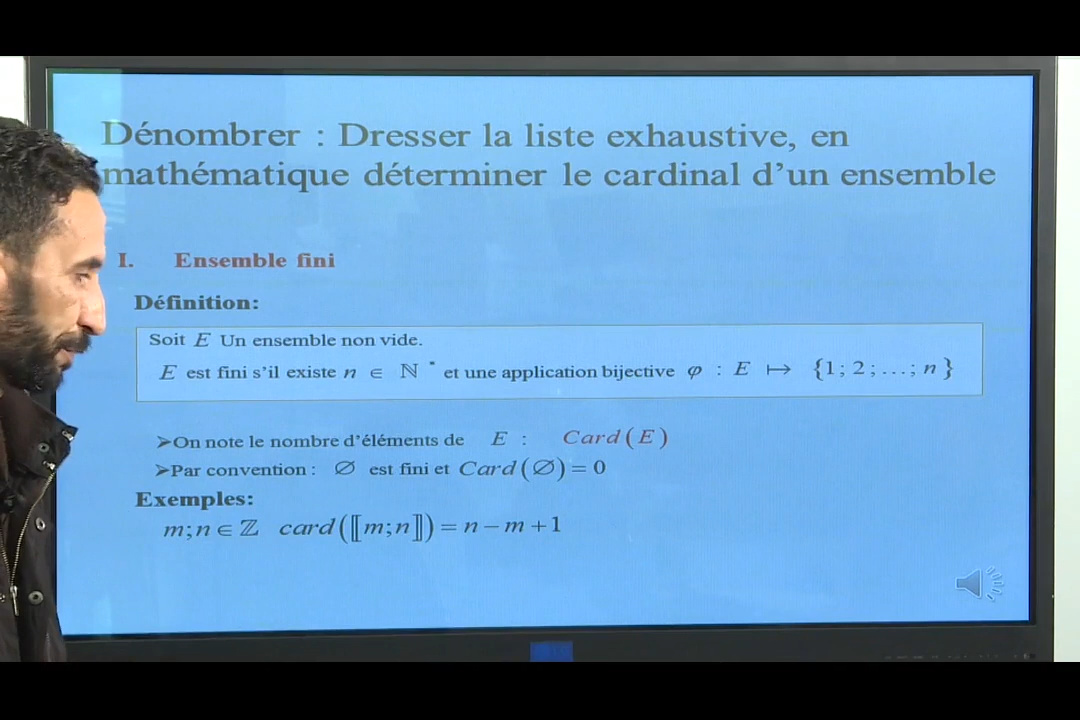 Dénombrer : Dresser la liste exhaustive, en
mathématique déterminer le cardinal d’un ensemble
I. Ensemble fini
Définition:
Soit E Un ensemble non vide.
E est fini s’il existe n ∈ ℕ* et une application bijective φ : E ↦ {1; 2;...; n}
➢On note le nombre d’éléments de E : Card(E)
➢Par convention : ∅ est fini et Card(∅)=0
Exemples:
m;n∈ℤ card(⟦m;n⟧)=n−m+1